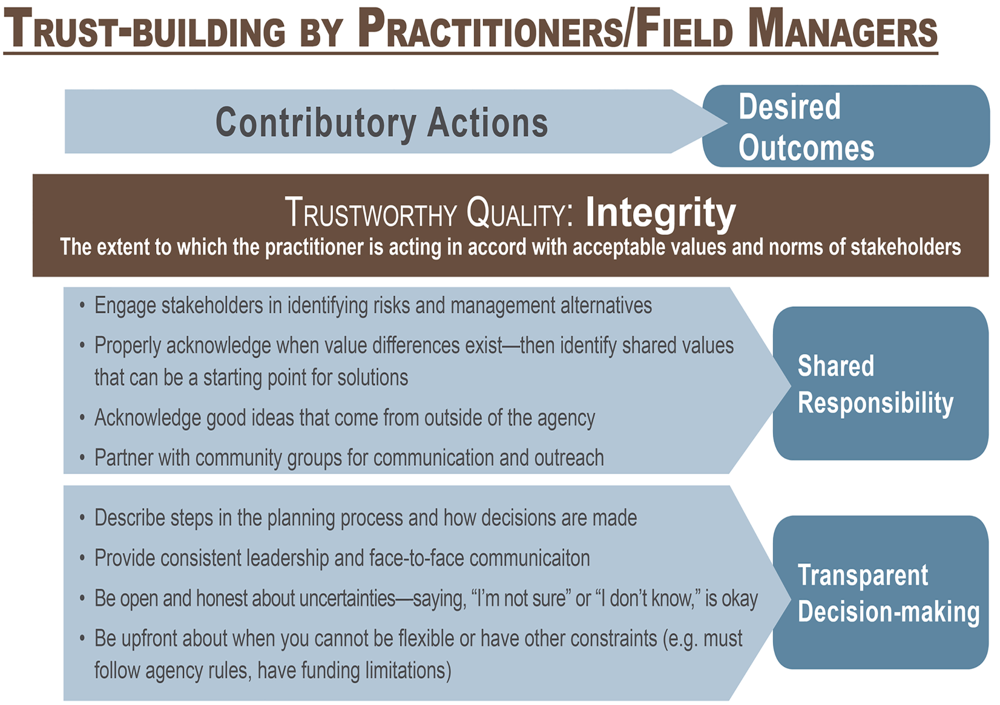 TRUST-BUILDING BY PRACTITIONERS/FIELD MANAGERS
Contributory Actions
Desired
Outcomes
TRUSTWORTHY QUALITY: Integrity
The extent to which the practitioner is acting in accord with acceptable values and norms of stakeholders
• Engage stakeholders in identifying risks and management alternatives
• Properly acknowledge when value differences exist—then identify shared values
that can be a starting point for solutions
• Acknowledge good ideas that come from outside of the agency
• Partner with community groups for communication and outreach
Shared
Responsibility
• Describe steps in the planning process and how decisions are made
• Provide consistent leadership and face-to-face communicaiton
• Be open and honest about uncertainties—saying, “I’m not sure” or “I don’t know,” is okay
• Be upfront about when you cannot be flexible or have other constraints (e.g. must
follow agency rules, have funding limitations)
Transparent
Decision-making